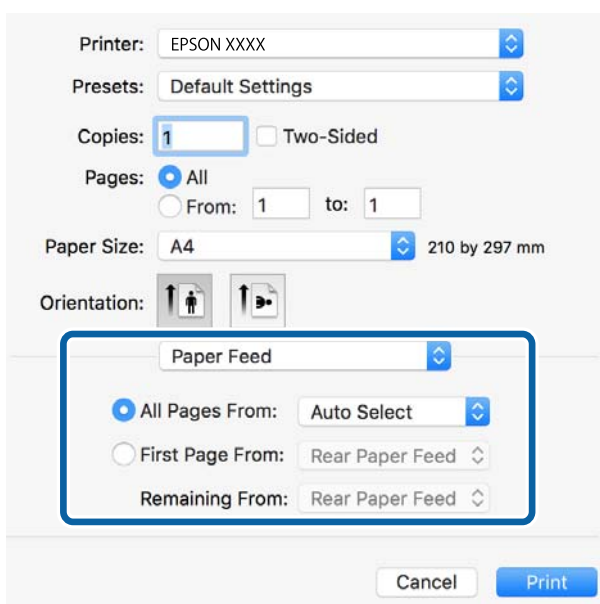 Printer: EPSON XXXX
Presets: Default Settings
Copies: 1 Two-Sided
Pages: All
From: 1 to: 1
Paper Size: A4 210 by 297 mm
Orientation:
Paper Feed
All Pages From: Auto Select
First Page From: Rear Paper Feed
Remaining From: Rear Paper Feed
Cancel Print